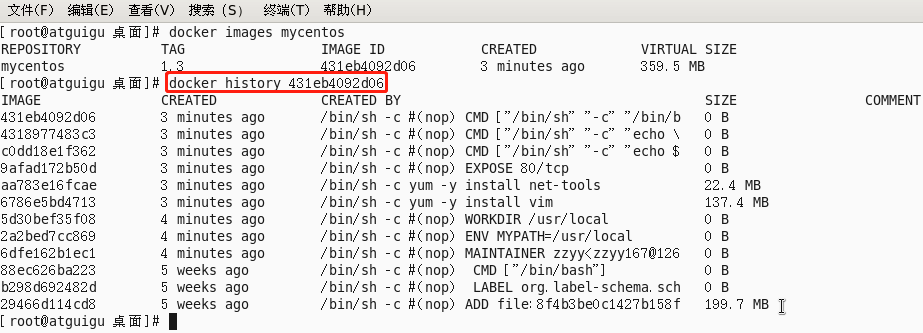 文件(F) 编辑(E) 查看(V) 搜索 (S) 终端(T) 帮助(H)
[root@atguigu 桌面]# docker images mycentos
REPOSITORY TAG IMAGE ID CREATED VIRTUAL SIZE
mycentos 1.3 431eb4092d06 3 minutes ago 359.5 MB
[root@atguigu 桌面]# docker history 431eb4092d06
IMAGE CREATED CREATED BY SIZE COMMENT
431eb4092d06 3 minutes ago /bin/sh -c #(nop) CMD ["/bin/sh" "-c" "/bin/b 0 B
4318977483c3 3 minutes ago /bin/sh -c #(nop) CMD ["/bin/sh" "-c" "echo \ 0 B
c0dd18e1f362 3 minutes ago /bin/sh -c #(nop) CMD ["/bin/sh" "-c" "echo $ 0 B
9afad172b50d 3 minutes ago /bin/sh -c #(nop) EXPOSE 80/tcp 0 B
aa783e16fcae 3 minutes ago /bin/sh -c yum -y install net-tools 22.4 MB
6786e5bd4713 3 minutes ago /bin/sh -c yum -y install vim 137.4 MB
5d30bef35f08 4 minutes ago /bin/sh -c #(nop) WORKDIR /usr/local 0 B
2a2bed7cc869 4 minutes ago /bin/sh -c #(nop) ENV MYPATH=/usr/local 0 B
6dfe162b1ec1 4 minutes ago /bin/sh -c #(nop) MAINTAINER zzyy<zzyy167@126 0 B
88ec626ba223 5 weeks ago /bin/sh -c #(nop) CMD ["/bin/bash"] 0 B
b298d692482d 5 weeks ago /bin/sh -c #(nop) LABEL org.label-schema.sch 0 B
29466d114cd8 5 weeks ago /bin/sh -c #(nop) ADD file:8f4b3be0c1427b158f 199.7 MB
[root@atguigu 桌面]#